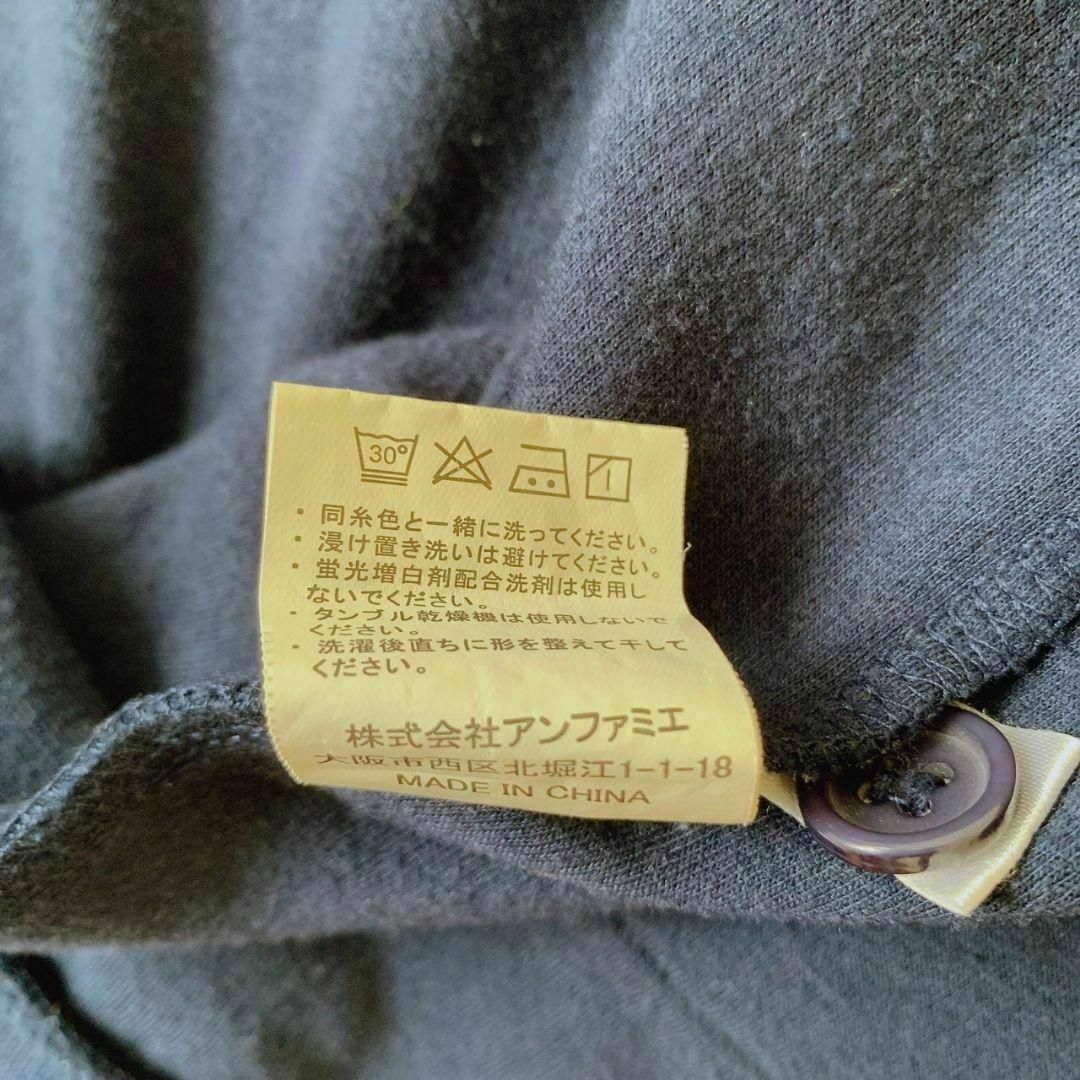 30°
・同糸色と一緒に洗ってください。
・浸け置き洗いは避けてください。
・蛍光増白剤配合洗剤は使用し
ないでください。
・タンブル乾燥機は使用しないで
ください。
・洗濯後直ちに形を整えて干して
ください。
株式会社アンファミエ
大阪市西区北堀江1-1-18
MADE IN CHINA